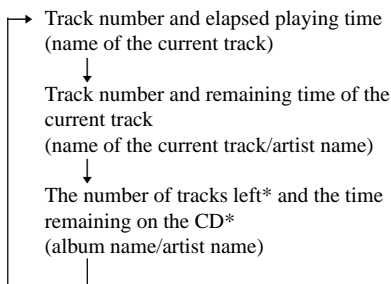 Track number and elapsed playing time
(name of the current track)
Track number and remaining time of the
current track
(name of the current track/artist name)
The number of tracks left* and the time
remaining on the CD*
(album name/artist name)